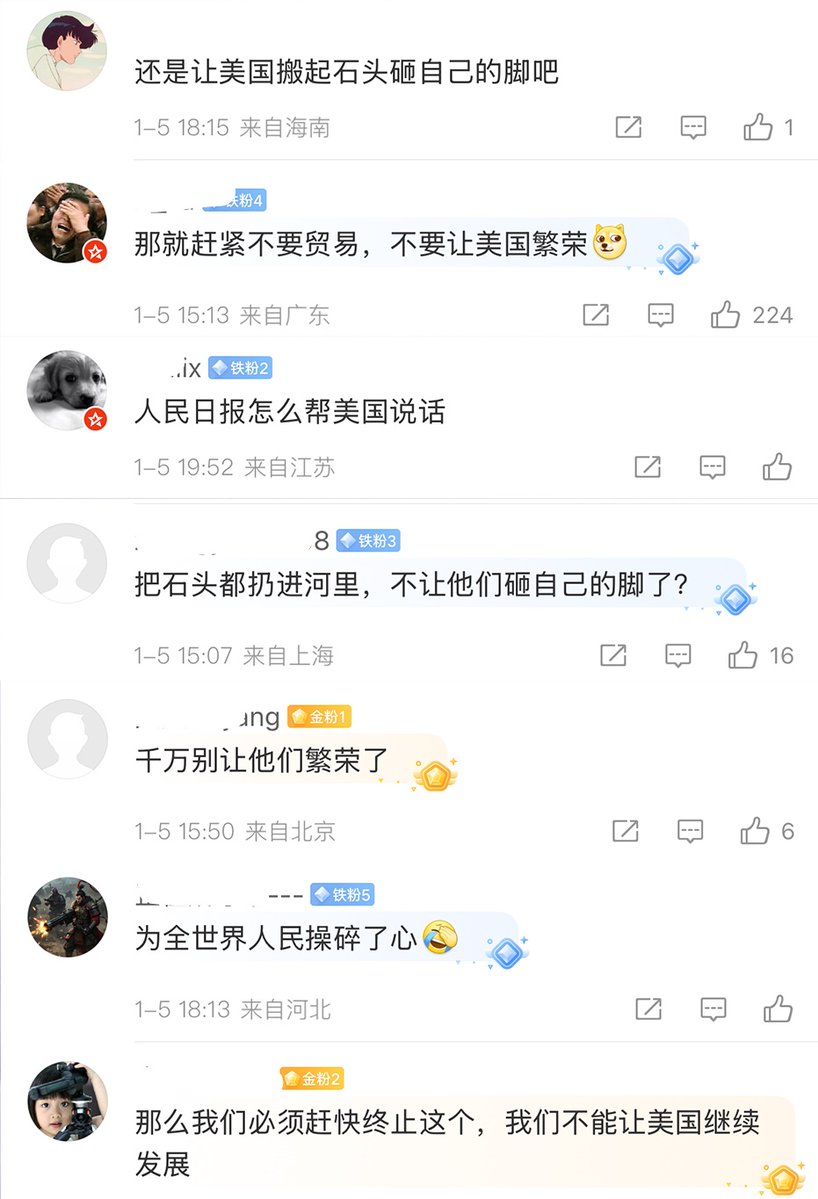 还是让美国搬起石头砸自己的脚吧
1-5 18:15 来自海南
1
铁粉4
那就赶紧不要贸易，不要让美国繁荣
1-5 15:13 来自广东
224
ix 铁粉2
人民日报怎么帮美国说话
1-5 19:52 来自江苏
8 铁粉3
把石头都扔进河里，不让他们砸自己的脚了？
1-5 15:07 来自上海
16
ang 金粉1
千万别让他们繁荣了
1-5 15:50 来自北京
6
--- 铁粉5
为全世界人民操碎了心
1-5 18:13 来自河北
金粉2
那么我们必须赶快终止这个，我们不能让美国继续
发展